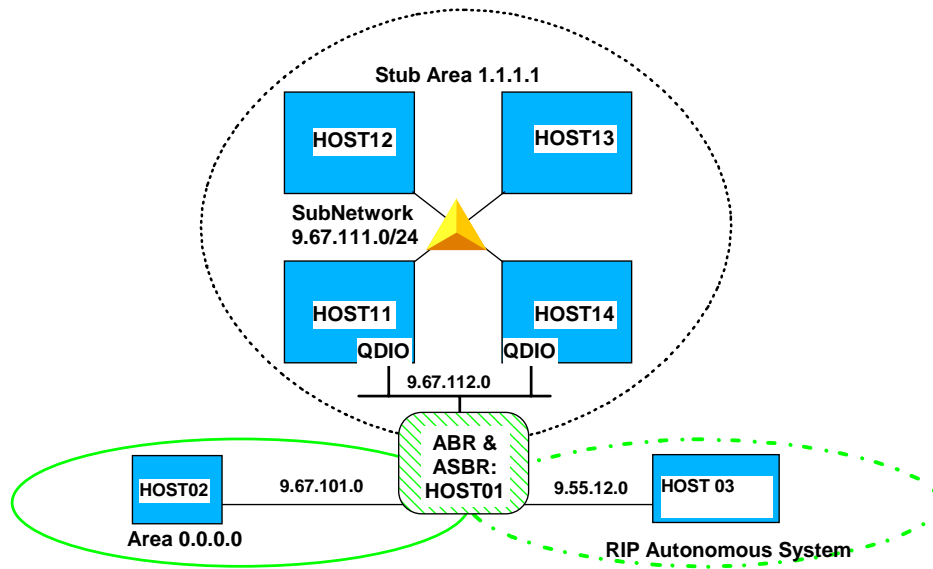 Stub Area 1.1.1.1
HOST12
HOST13
SubNetwork
9.67.111.0/24
HOST11
HOST14
QDIO
QDIO
9.67.112.0
ABR &
ASBR:
HOST01
HOST02
9.67.101.0
9.55.12.0
HOST 03
Area 0.0.0.0
RIP Autonomous System